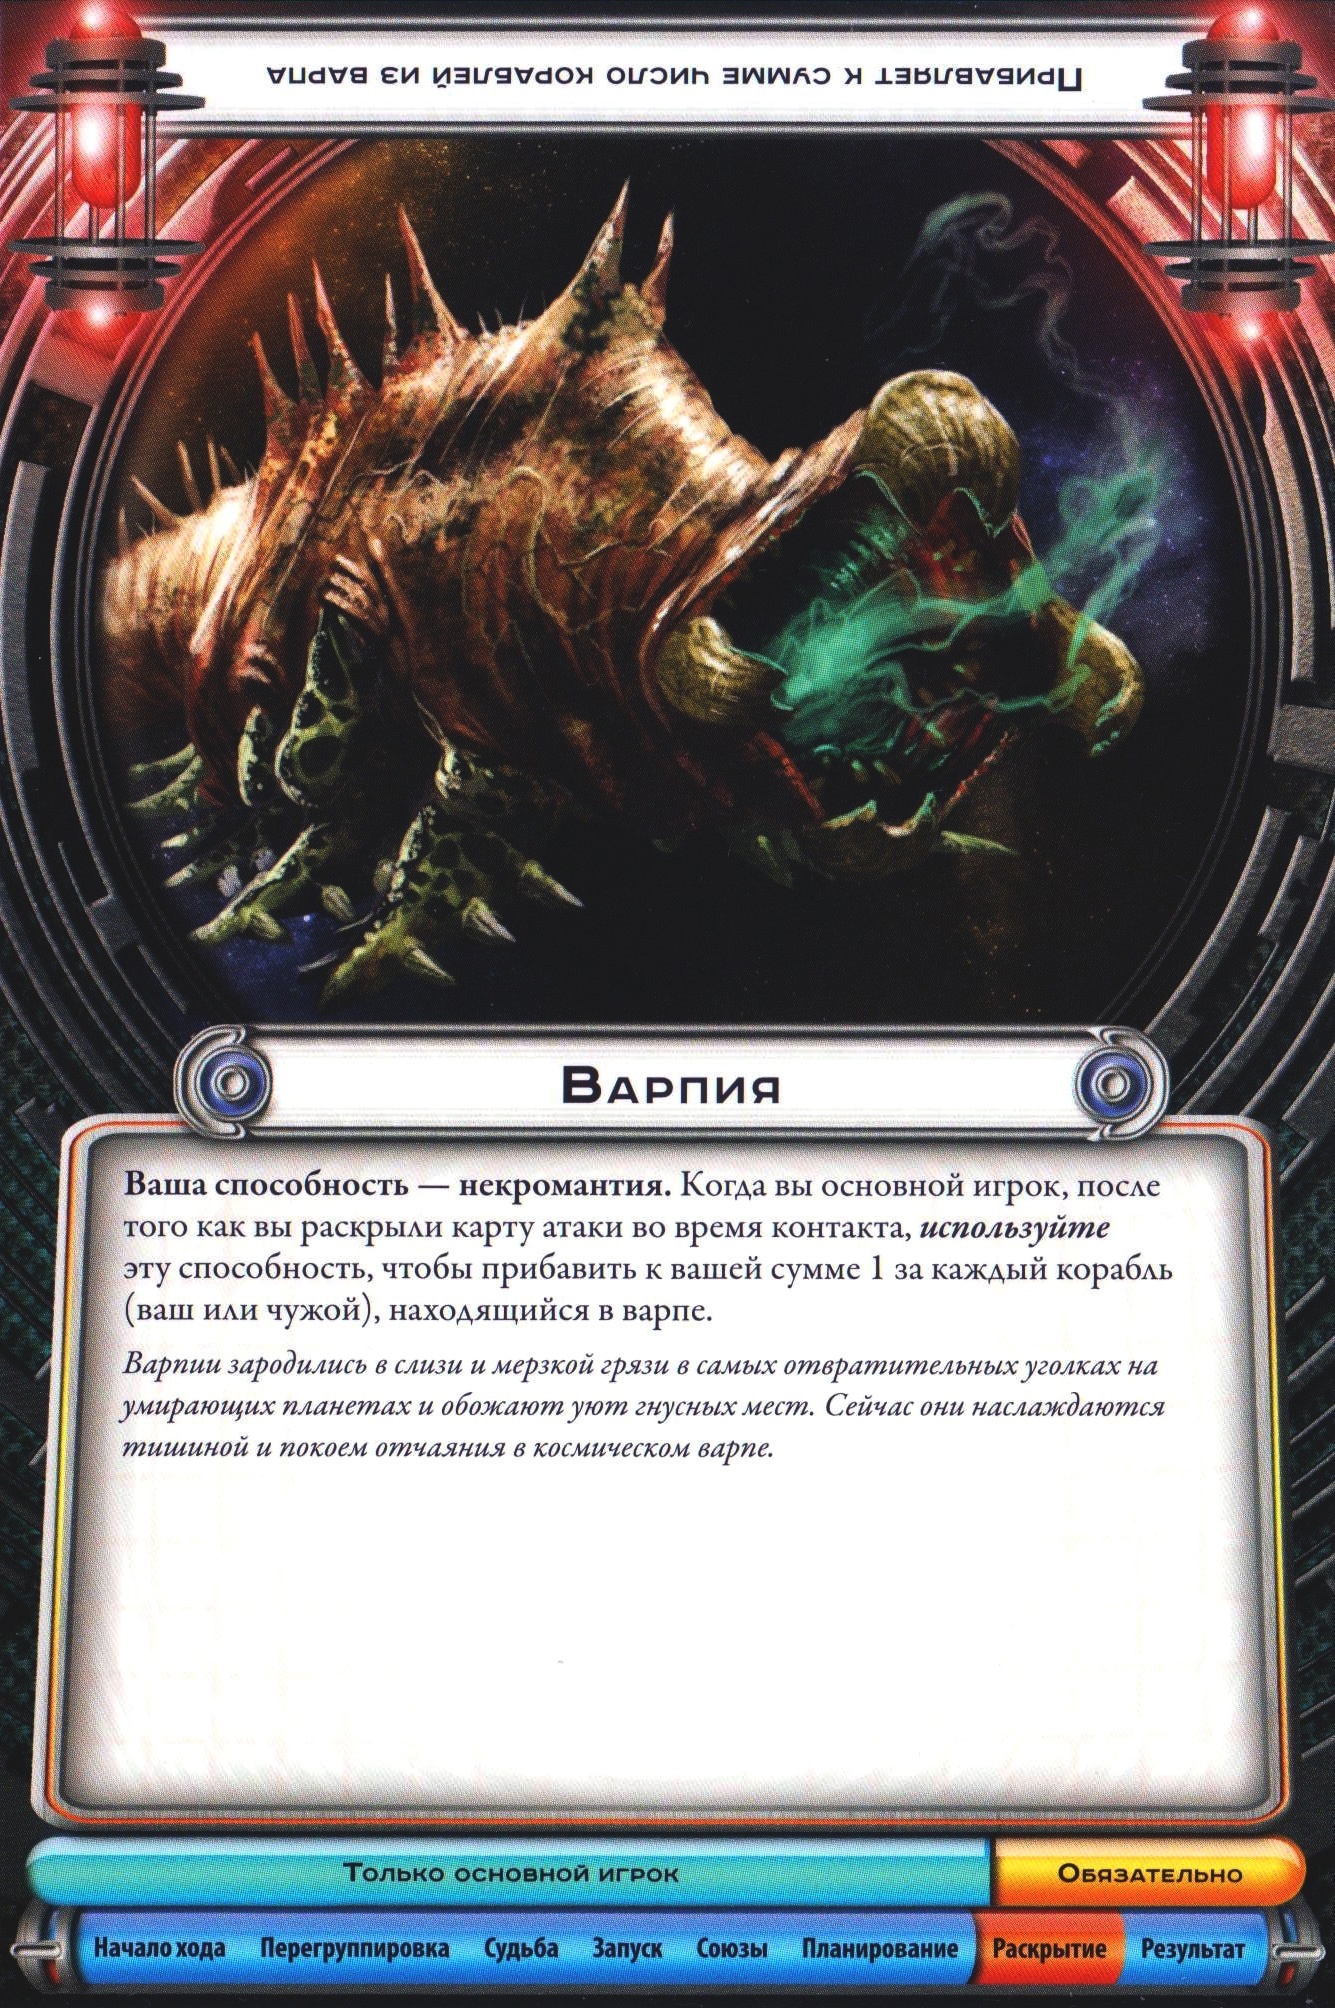 Прибавляет к сумме число кораблей из варпа
Варпия
Ваша способность — некромантия. Когда вы основной игрок, после
того как вы раскрыли карту атаки во время контакта, используйте
эту способность, чтобы прибавить к вашей сумме 1 за каждый корабль
(ваш или чужой), находящийся в варпе.
Варпии зародились в слизи и мерзкой грязи в самых отвратительных уголках на
умирающих планетах и обожают уют гнусных мест. Сейчас они наслаждаются
тишиной и покоем отчаяния в космическом варпе.
Только основной игрок Обязательно
Начало хода Перегруппировка Судьба Запуск Союзы Планирование Раскрытие Результат